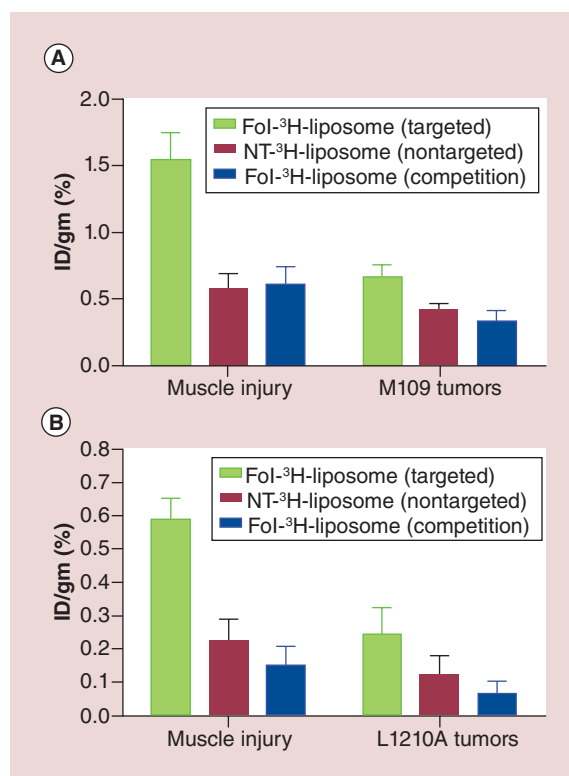 A
ID/gm (%)
2.0
1.5
1.0
0.5
0.0
Fol-³H-liposome (targeted)
NT-³H-liposome (nontargeted)
Fol-³H-liposome (competition)
Muscle injury M109 tumors
B
ID/gm (%)
0.8
0.7
0.6
0.5
0.4
0.3
0.2
0.1
0.0
Fol-³H-liposome (targeted)
NT-³H-liposome (nontargeted)
Fol-³H-liposome (competition)
Muscle injury L1210A tumors